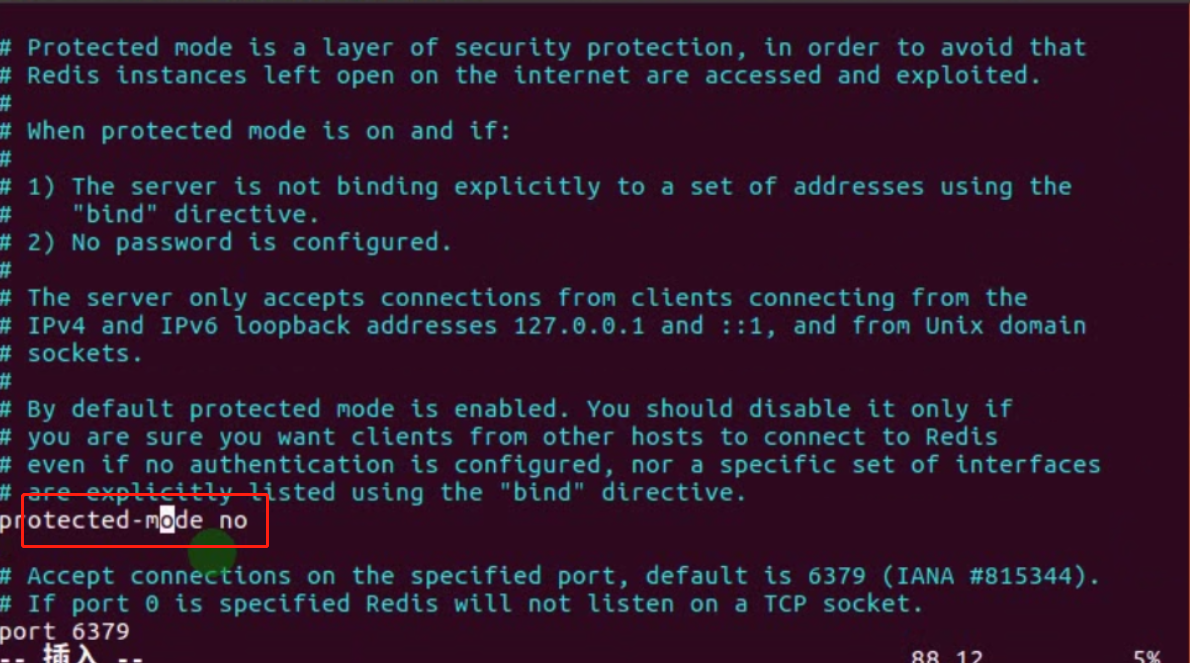 # Protected mode is a layer of security protection, in order to avoid that
# Redis instances left open on the internet are accessed and exploited.
#
# When protected mode is on and if:
#
# 1) The server is not binding explicitly to a set of addresses using the
#    "bind" directive.
# 2) No password is configured.
#
# The server only accepts connections from clients connecting from the
# IPv4 and IPv6 loopback addresses 127.0.0.1 and ::1, and from Unix domain
# sockets.
#
# By default protected mode is enabled. You should disable it only if
# you are sure you want clients from other hosts to connect to Redis
# even if no authentication is configured, nor a specific set of interfaces
# are explicitly listed using the "bind" directive.
protected-mode no
# Accept connections on the specified port, default is 6379 (IANA #815344).
# If port 0 is specified Redis will not listen on a TCP socket.
port 6379
-- 插入 -- 88,12 5%